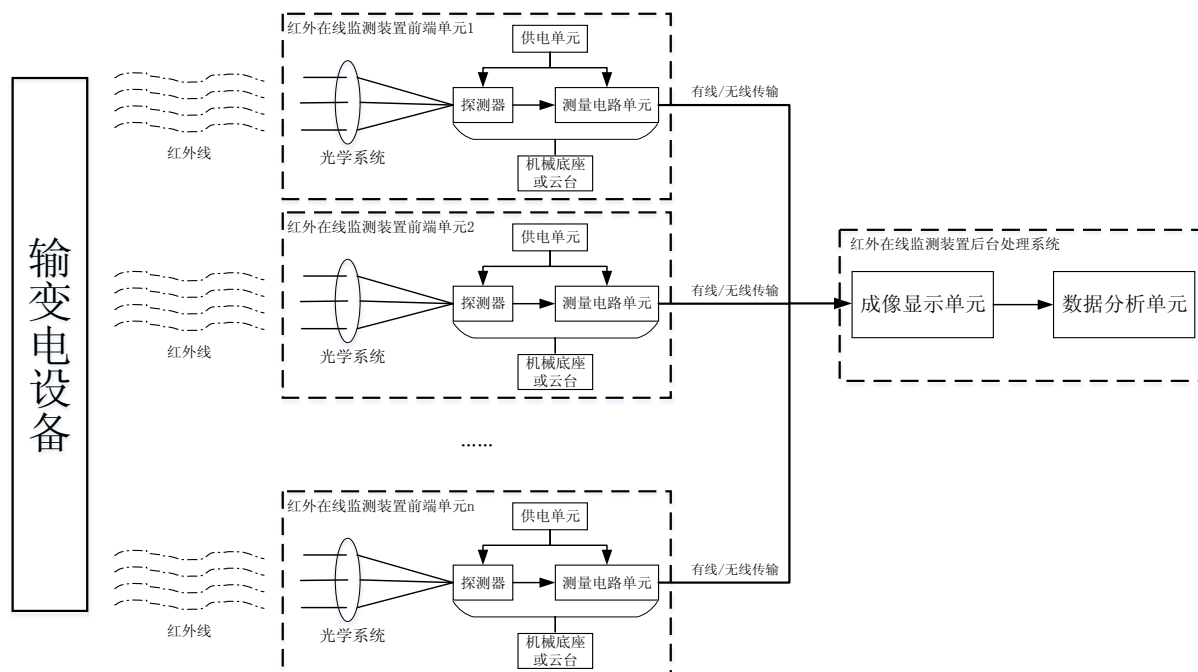 输变电设备
红外在线监测装置前端单元1
供电单元
探测器
测量电路单元
有线/无线传输
红外线
光学系统
机械底座
或云台
红外在线监测装置前端单元2
供电单元
探测器
测量电路单元
有线/无线传输
红外线
光学系统
机械底座
或云台
红外在线监测装置后台处理系统
成像显示单元
数据分析单元
......
红外在线监测装置前端单元n
供电单元
探测器
测量电路单元
有线/无线传输
红外线
光学系统
机械底座
或云台